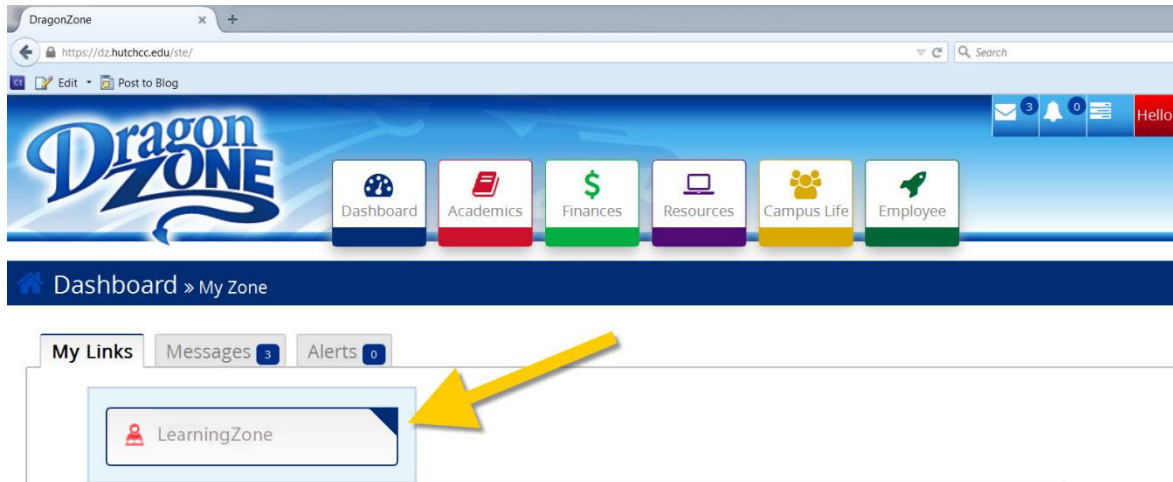 DragonZone × +
https://dz.hutchcc.edu/ste/ Search
Ct Edit Post to Blog
3 0 Hello
Dragon
ZONE
Dashboard Academics Finances Resources Campus Life Employee
Dashboard » My Zone
My Links Messages 3 Alerts 0
LearningZone